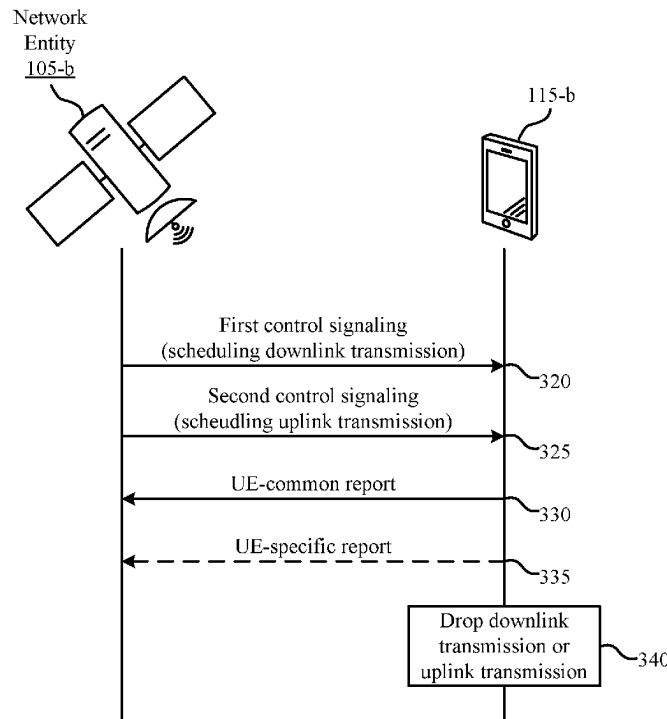 Network
Entity
105-b
115-b
First control signaling
(scheduling downlink transmission)
320
Second control signaling
(scheudling uplink transmission)
325
UE-common report
330
UE-specific report
335
Drop downlink
transmission or
uplink transmission
340